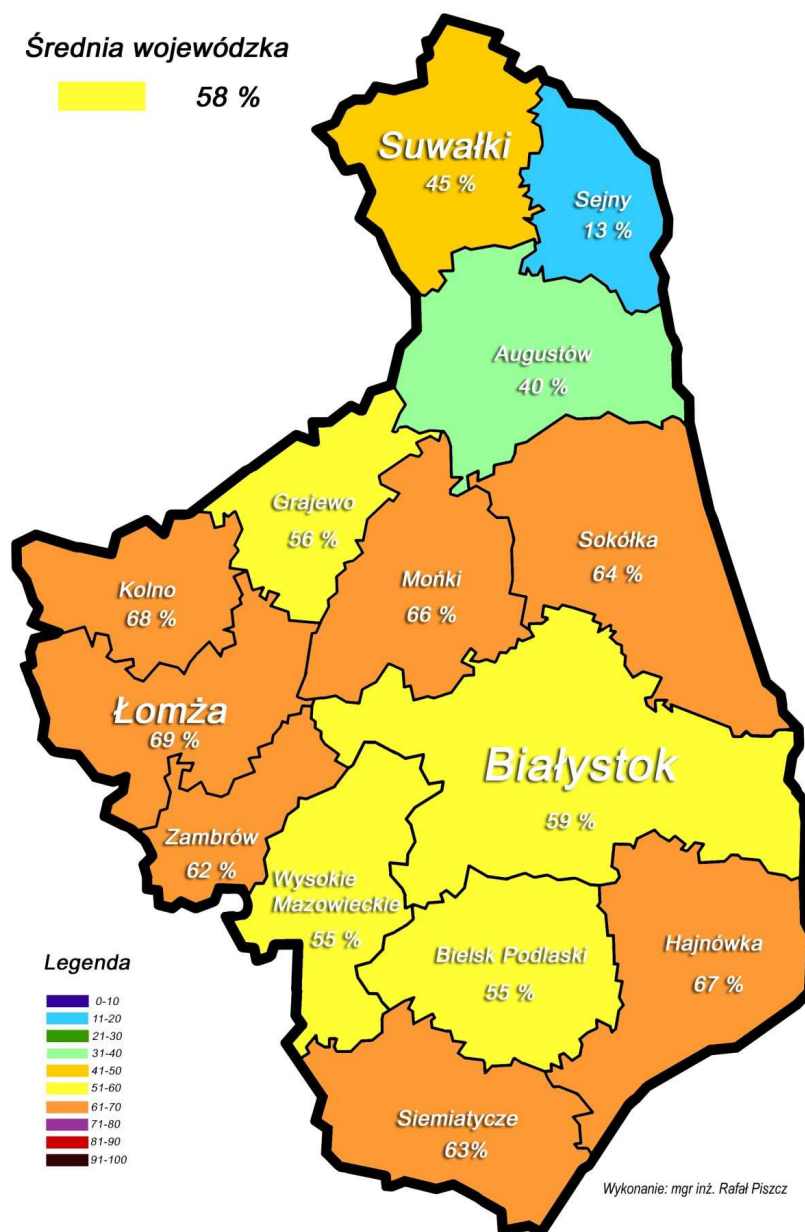 Średnia wojewódzka
58 %
Suwałki
45 %
Sejny
13 %
Augustów
40 %
Grajewo
56 %
Sokółka
64 %
Mońki
66 %
Kolno
68 %
Łomża
69 %
Białystok
59 %
Zambrów
62 %
Wysokie
Mazowieckie
55 %
Bielsk Podlaski
55 %
Hajnówka
67 %
Siemiatycze
63%
Legenda
0-10
11-20
21-30
31-40
41-50
51-60
61-70
71-80
81-90
91-100
Wykonanie: mgr inż. Rafał Piszcz